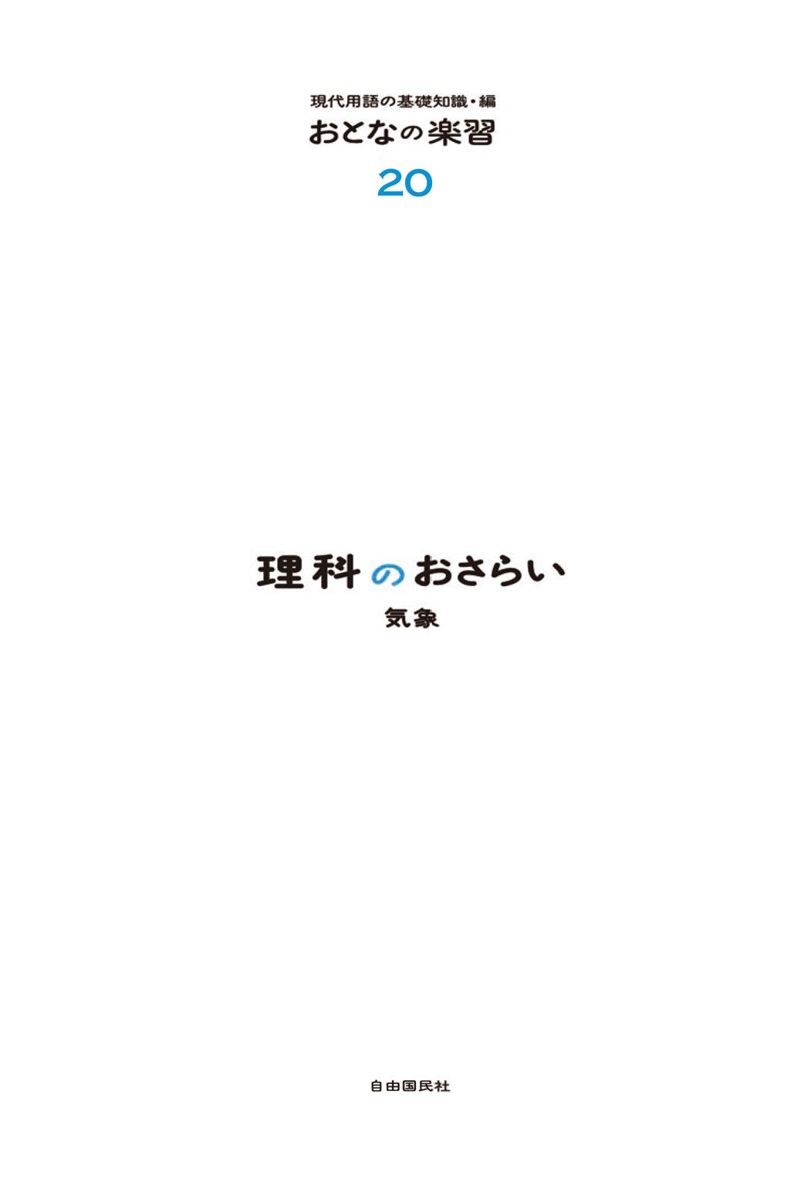 現代用語の基礎知識・編
おとなの楽習
20
理科のおさらい
気象
自由国民社